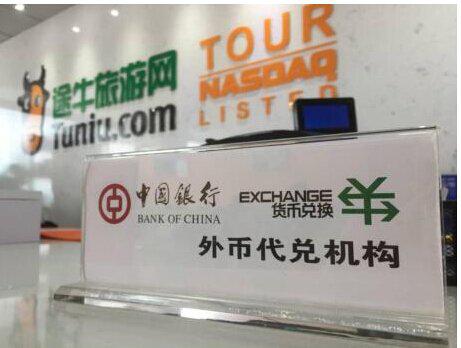 途牛旅游网
Tuniu.com
TOUR
NASDAQ
LISTED
中国銀行
BANK OF CHINA
EXCHANGE
货币兑换
外币代兑机构